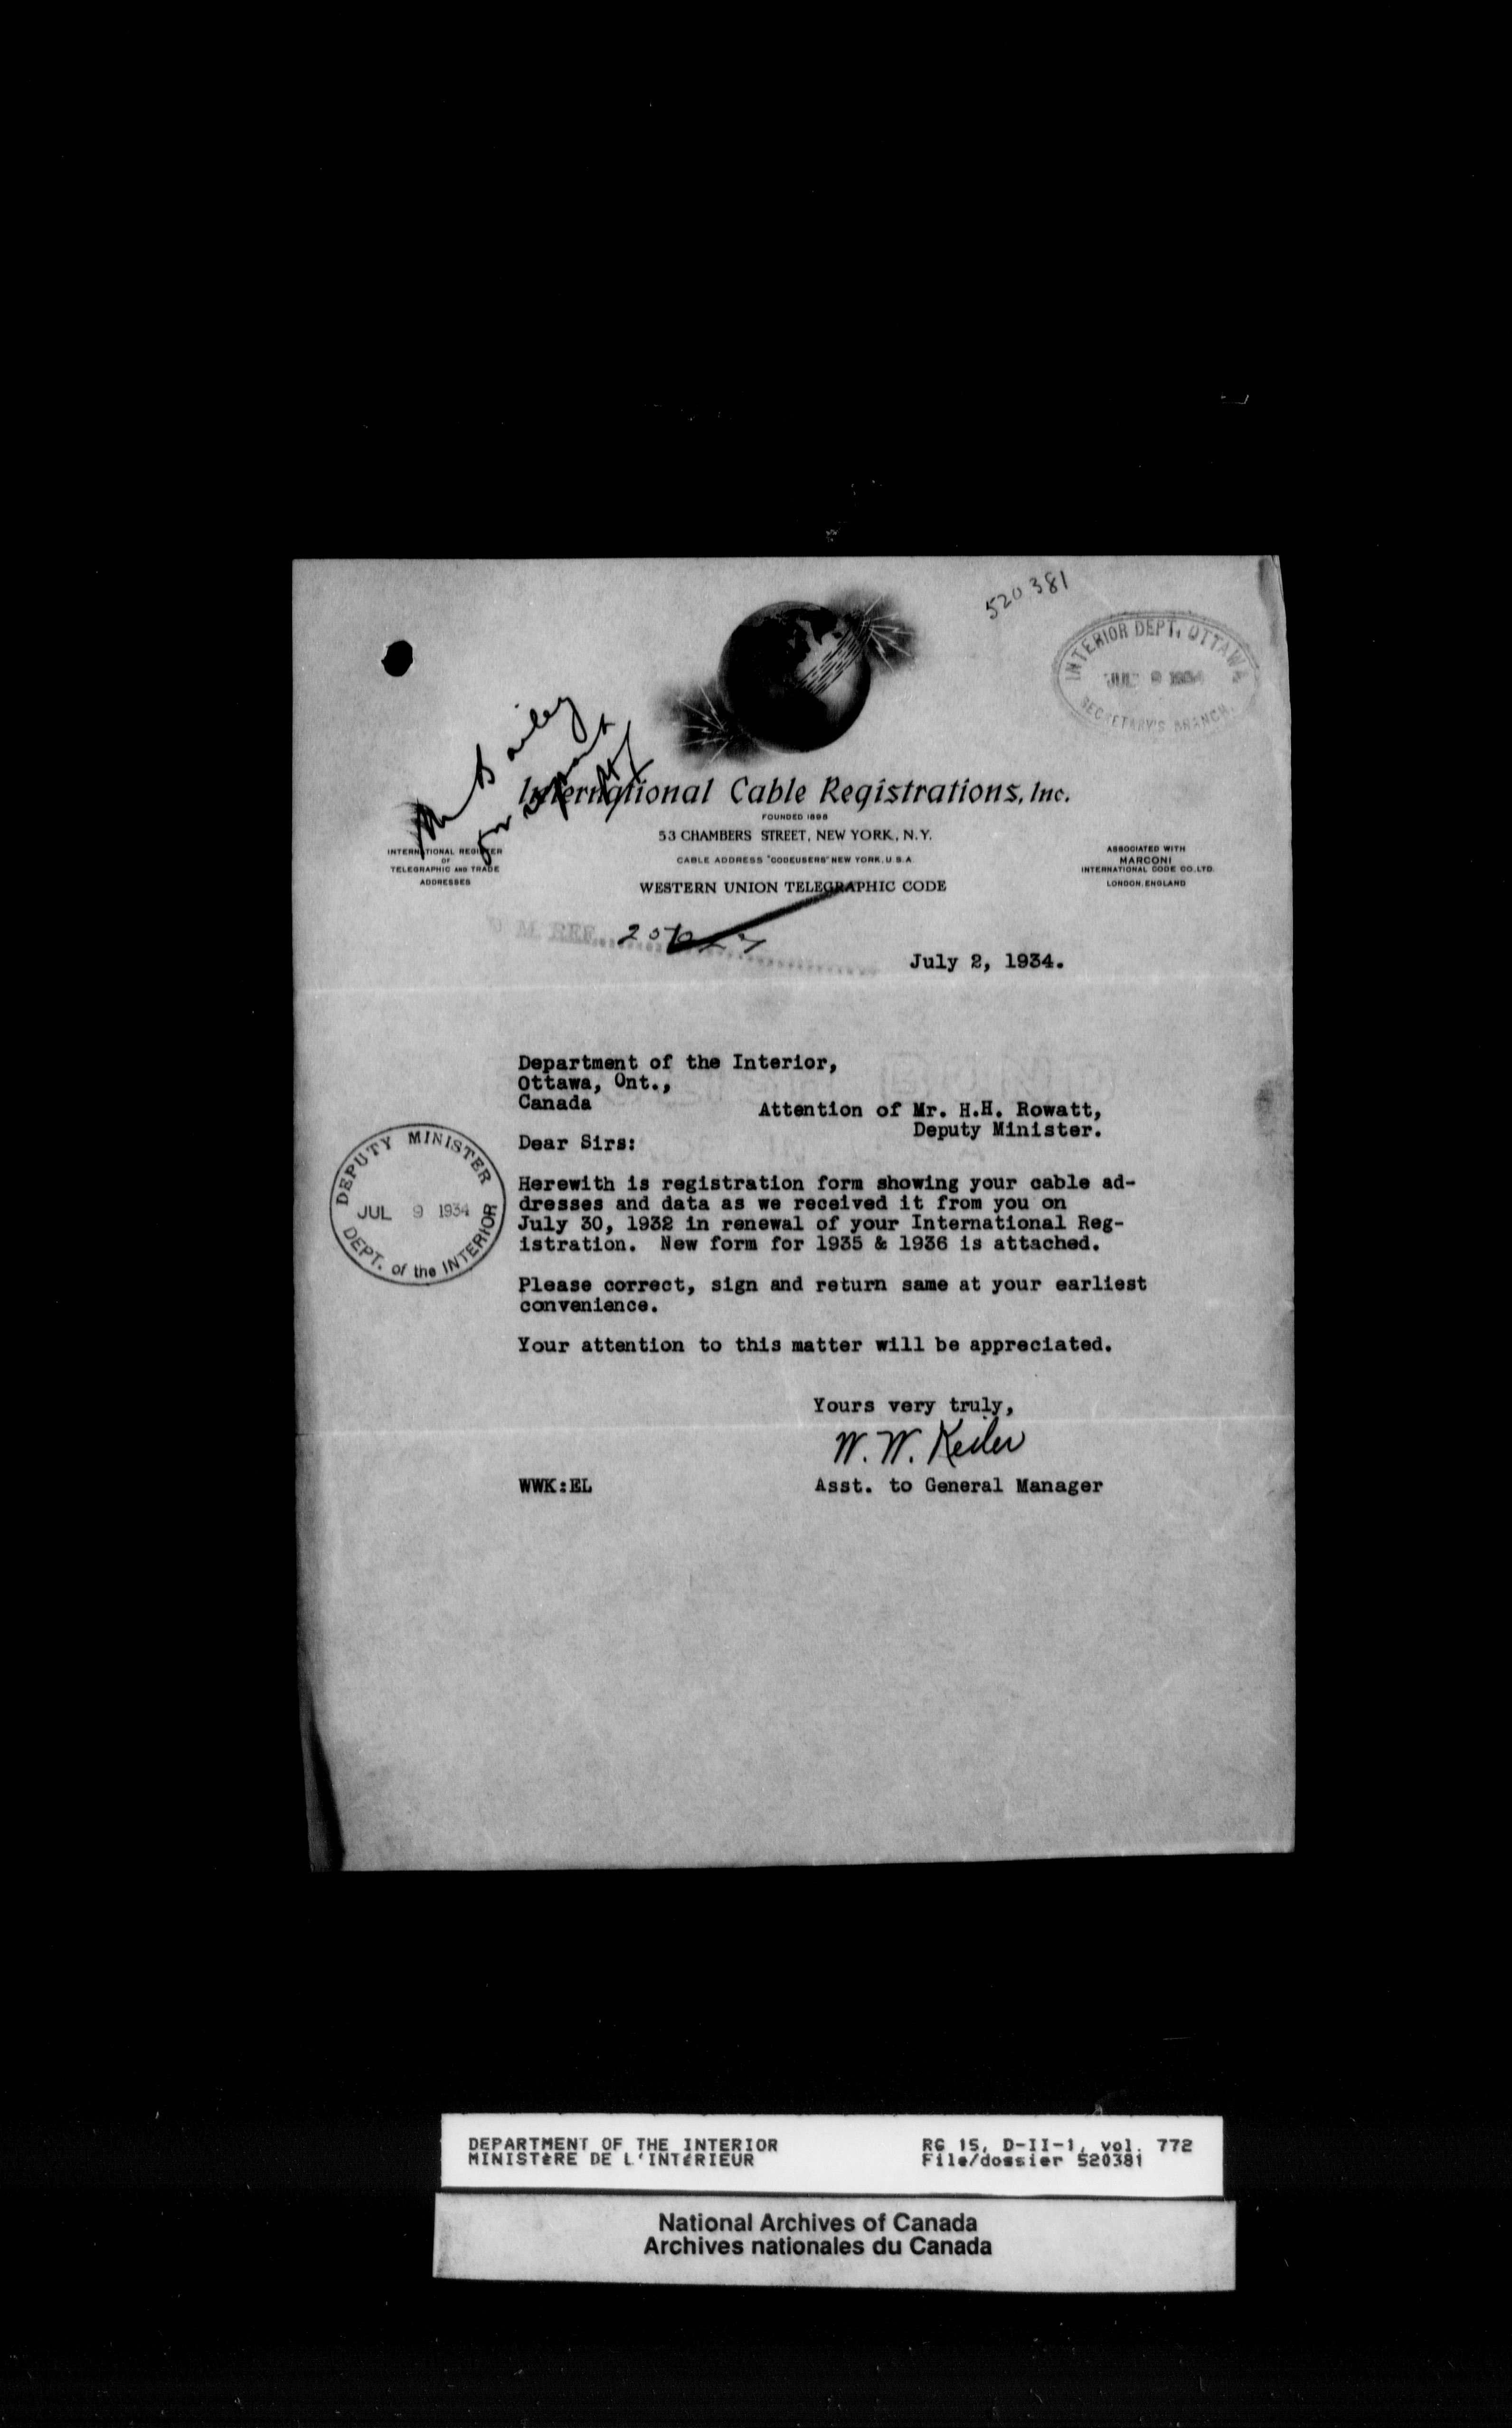 520381
INTERIOR DEPT. OTTAWA
JUL 9 1934
SECRETARY'S BRANCH.
International Cable Registrations, Inc.
FOUNDED 1898
53 CHAMBERS STREET, NEW YORK, N.Y.
CABLE ADDRESS "CODEUSERS" NEW YORK, U.S.A.
WESTERN UNION TELEGRAPHIC CODE
INTERNATIONAL REGISTER
OF
TELEGRAPHIC AND TRADE
ADDRESSES
ASSOCIATED WITH
MARCONI
INTERNATIONAL CODE CO. LTD.
LONDON, ENGLAND
M REF
July 2, 1934.
Department of the Interior,
Ottawa, Ont.,
Canada
Attention of Mr. H.H. Rowatt,
Deputy Minister.
Dear Sirs:
DEPUTY MINISTER
JUL 9 1934
DEPT. of the INTERIOR
Herewith is registration form showing your cable ad-
dresses and data as we received it from you on
July 30, 1932 in renewal of your International Reg-
istration. New form for 1935 & 1936 is attached.
Please correct, sign and return same at your earliest
convenience.
Your attention to this matter will be appreciated.
Yours very truly,
W. W. Keiler
WWK:EL
Asst. to General Manager
DEPARTMENT OF THE INTERIOR
MINISTÈRE DE L'INTÉRIEUR
RG 15, D-II-1, vol. 772
File/dossier 520381
National Archives of Canada
Archives nationales du Canada